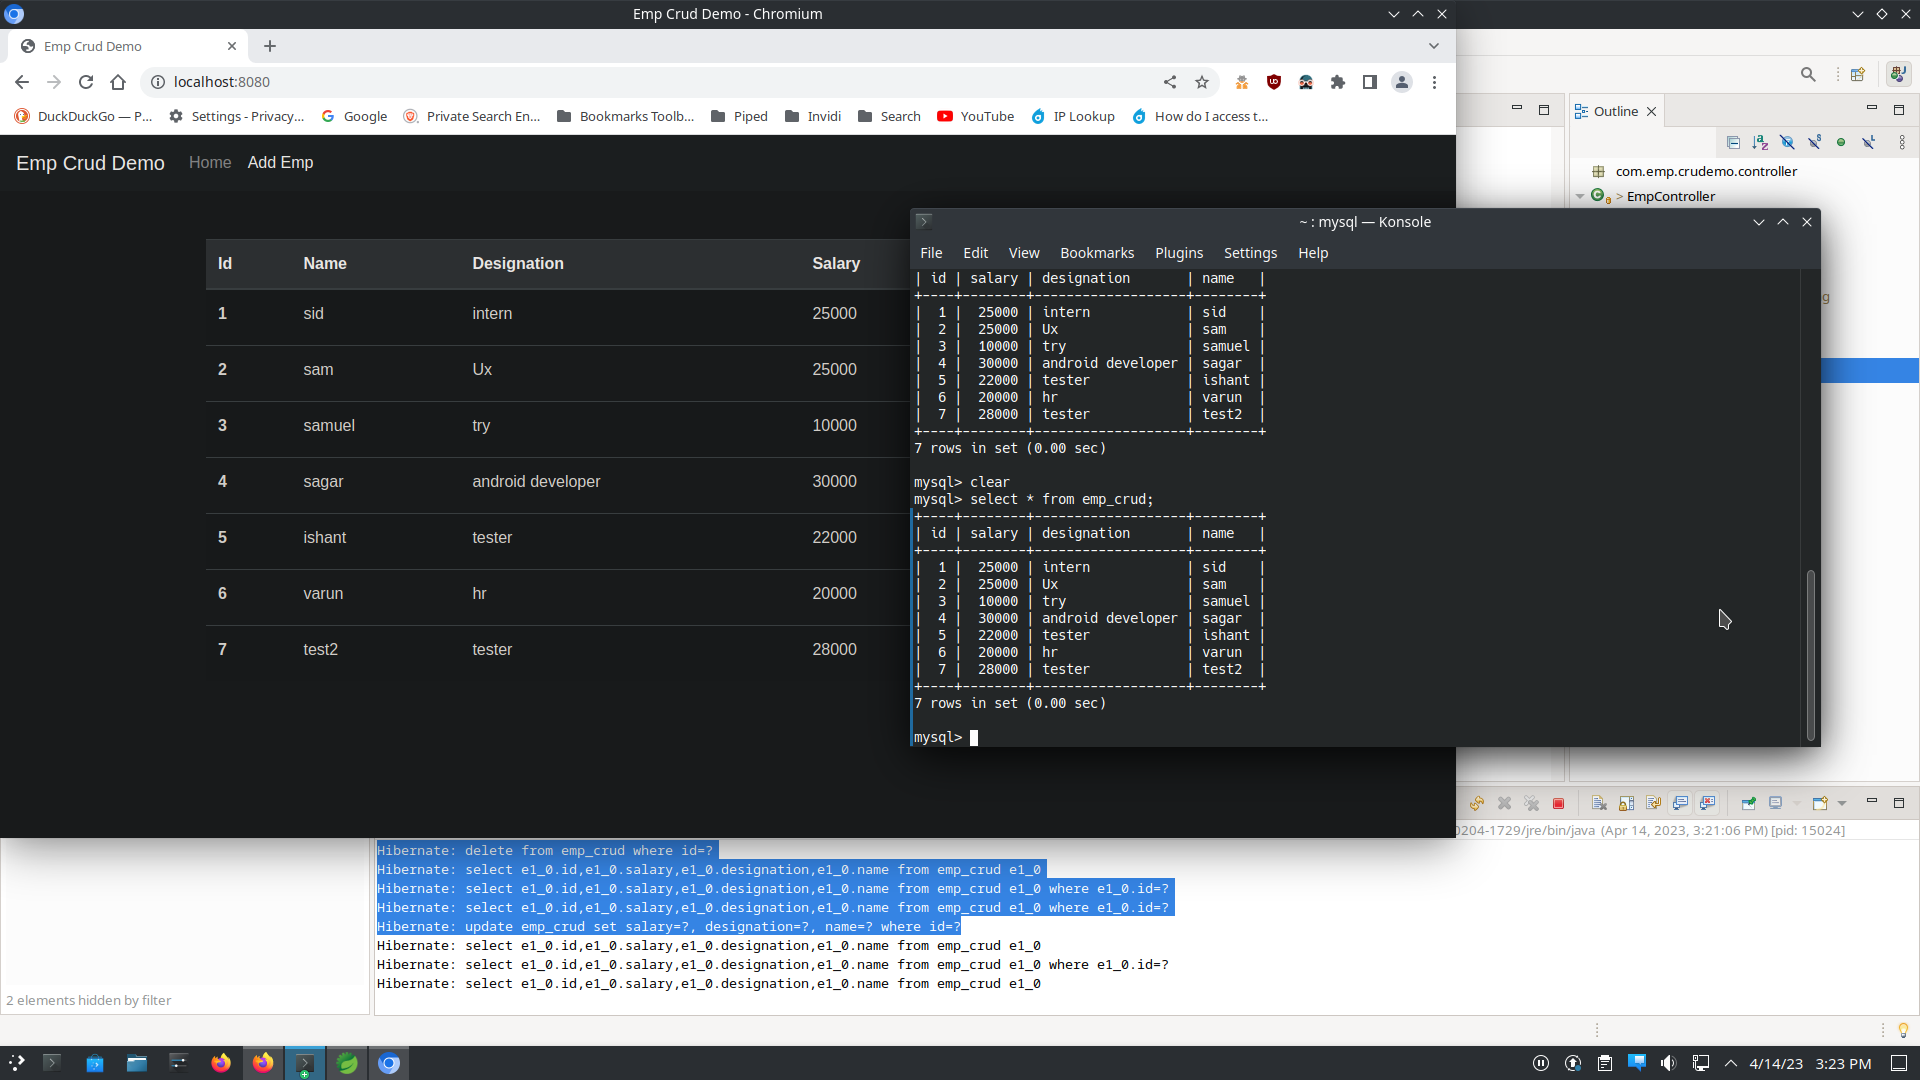 Emp Crud Demo - Chromium
Emp Crud Demo
localhost:8080
DuckDuckGo — P...
Settings - Privacy...
Google
Private Search En...
Bookmarks Toolb...
Piped
Invidi
Search
YouTube
IP Lookup
How do I access t...
Emp Crud Demo
Home
Add Emp
Id Name Designation Salary
1 sid intern 25000
2 sam Ux 25000
3 samuel try 10000
4 sagar android developer 30000
5 ishant tester 22000
6 varun hr 20000
7 test2 tester 28000
Outline
com.emp.crudemo.controller
> EmpController
g
~ : mysql — Konsole
File Edit View Bookmarks Plugins Settings Help
| id | salary | designation       | name   |
+----+--------+-------------------+--------+
|  1 |  25000 | intern            | sid    |
|  2 |  25000 | Ux                | sam    |
|  3 |  10000 | try               | samuel |
|  4 |  30000 | android developer | sagar  |
|  5 |  22000 | tester            | ishant |
|  6 |  20000 | hr                | varun  |
|  7 |  28000 | tester            | test2  |
+----+--------+-------------------+--------+
7 rows in set (0.00 sec)
mysql> clear
mysql> select * from emp_crud;
+----+--------+-------------------+--------+
| id | salary | designation       | name   |
+----+--------+-------------------+--------+
|  1 |  25000 | intern            | sid    |
|  2 |  25000 | Ux                | sam    |
|  3 |  10000 | try               | samuel |
|  4 |  30000 | android developer | sagar  |
|  5 |  22000 | tester            | ishant |
|  6 |  20000 | hr                | varun  |
|  7 |  28000 | tester            | test2  |
+----+--------+-------------------+--------+
7 rows in set (0.00 sec)
mysql>
0204-1729/jre/bin/java (Apr 14, 2023, 3:21:06 PM) [pid: 15024]
Hibernate: delete from emp_crud where id=?
Hibernate: select e1_0.id,e1_0.salary,e1_0.designation,e1_0.name from emp_crud e1_0
Hibernate: select e1_0.id,e1_0.salary,e1_0.designation,e1_0.name from emp_crud e1_0 where e1_0.id=?
Hibernate: select e1_0.id,e1_0.salary,e1_0.designation,e1_0.name from emp_crud e1_0 where e1_0.id=?
Hibernate: update emp_crud set salary=?, designation=?, name=? where id=?
Hibernate: select e1_0.id,e1_0.salary,e1_0.designation,e1_0.name from emp_crud e1_0
Hibernate: select e1_0.id,e1_0.salary,e1_0.designation,e1_0.name from emp_crud e1_0 where e1_0.id=?
Hibernate: select e1_0.id,e1_0.salary,e1_0.designation,e1_0.name from emp_crud e1_0
2 elements hidden by filter
4/14/23 3:23 PM